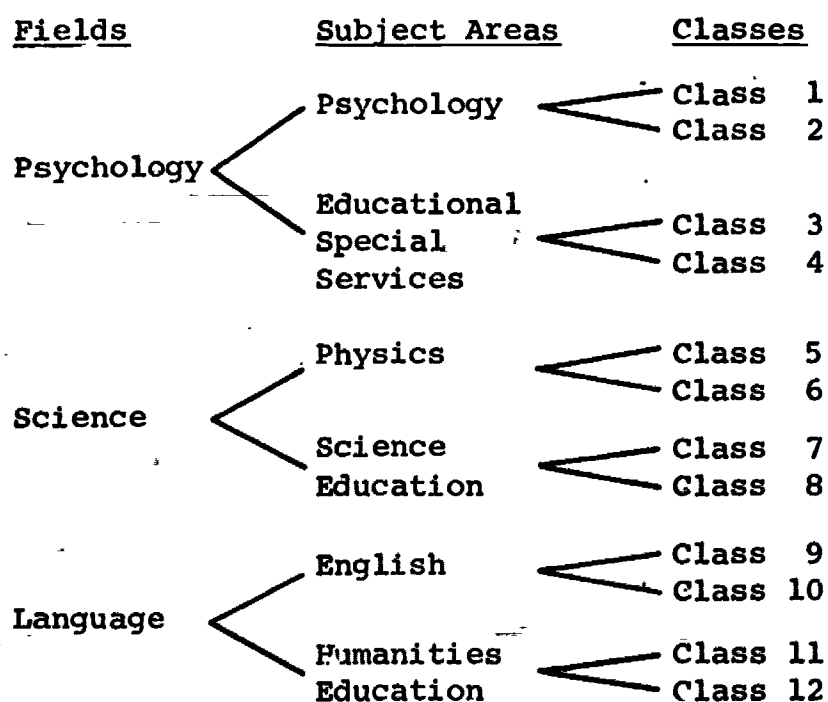 Fields Subject Areas Classes
Psychology Class 1
Class 2
Psychology
Educational
Special Class 3
Services Class 4
Physics Class 5
Class 6
Science
Science Class 7
Education Class 8
English Class 9
Class 10
Language
Humanities Class 11
Education Class 12